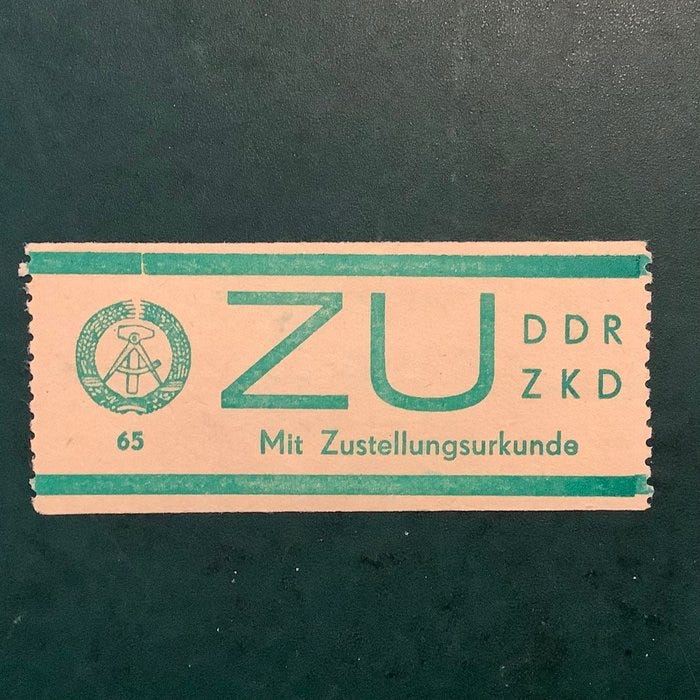 ZU
DDR
ZKD
65
Mit Zustellungsurkunde